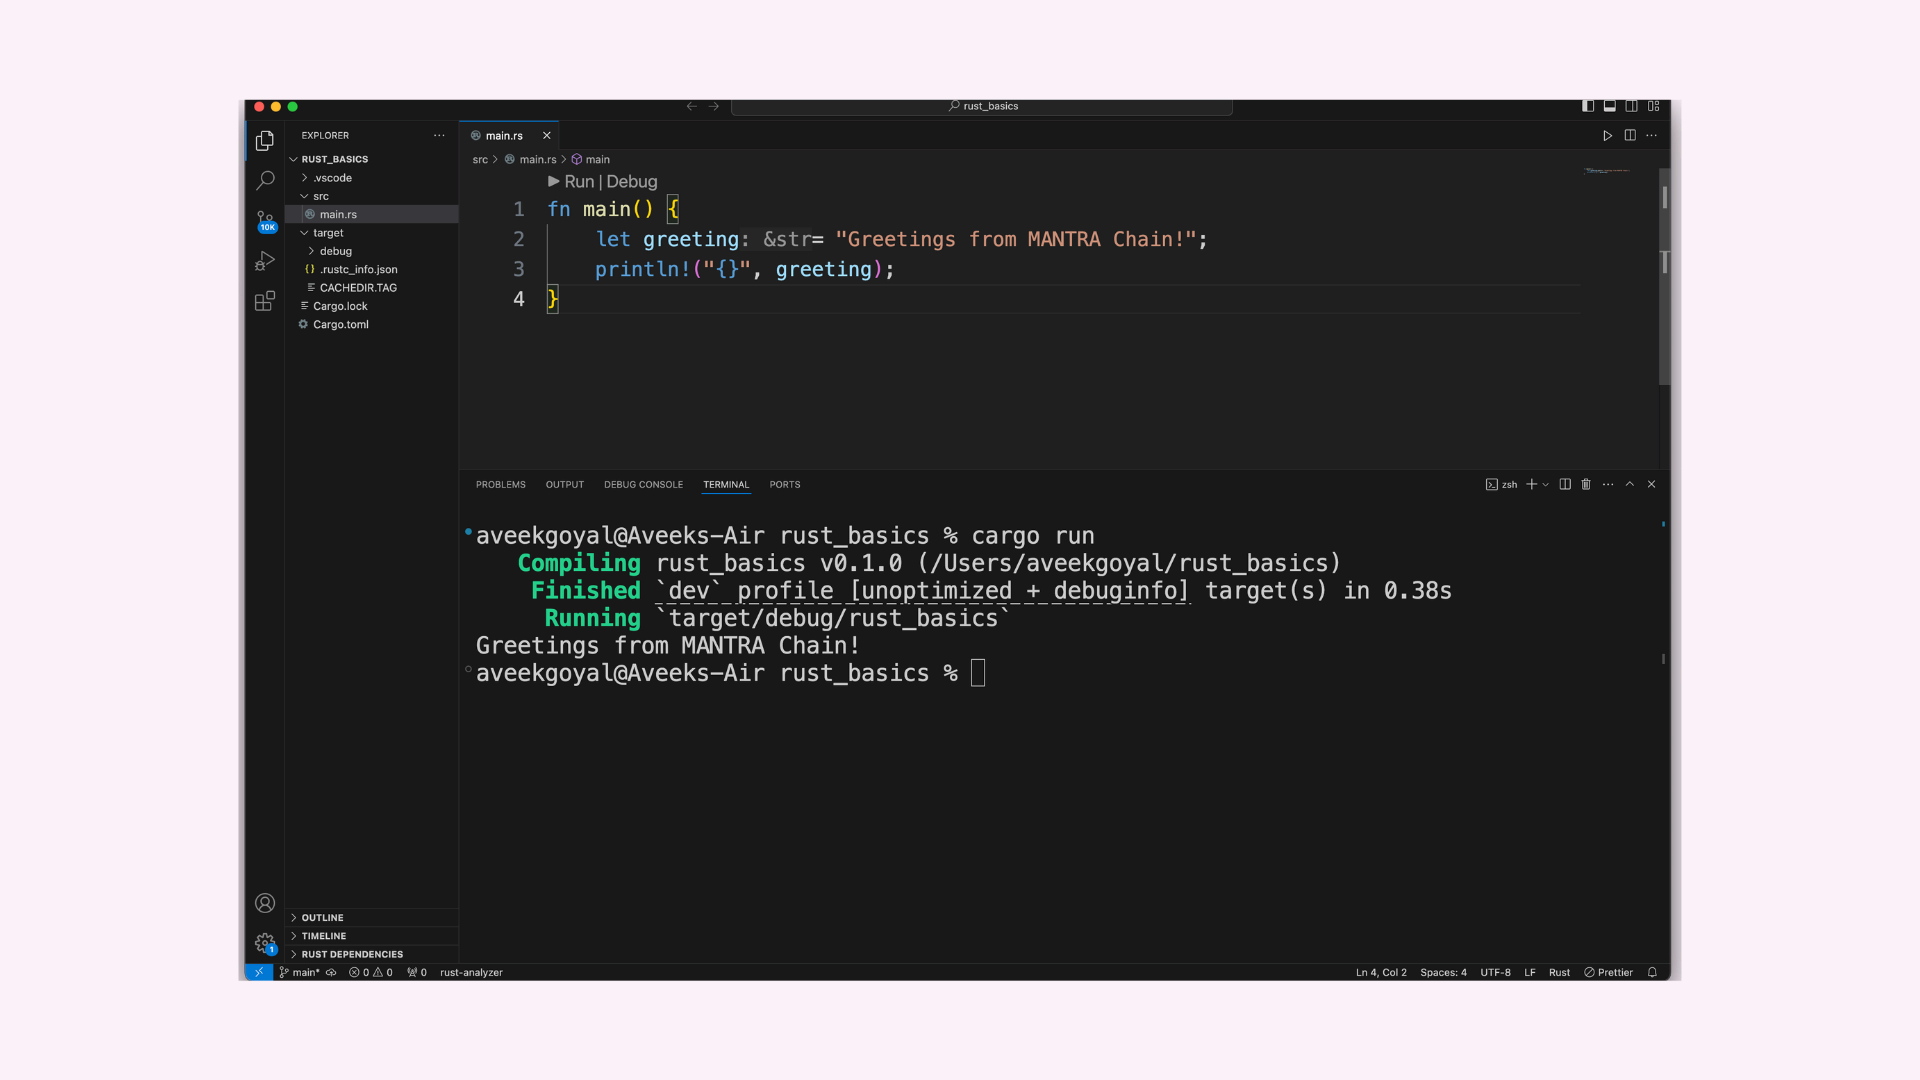 rust_basics
EXPLORER
RUST_BASICS
.vscode
src
main.rs
target
debug
.rustc_info.json
CACHEDIR.TAG
Cargo.lock
Cargo.toml
10K
main.rs
src > main.rs > main
Run | Debug
1 fn main() {
2     let greeting: &str= "Greetings from MANTRA Chain!";
3     println!("{}", greeting);
4 }
PROBLEMS OUTPUT DEBUG CONSOLE TERMINAL PORTS
zsh
aveekgoyal@Aveeks-Air rust_basics % cargo run
Compiling rust_basics v0.1.0 (/Users/aveekgoyal/rust_basics)
Finished `dev` profile [unoptimized + debuginfo] target(s) in 0.38s
Running `target/debug/rust_basics`
Greetings from MANTRA Chain!
aveekgoyal@Aveeks-Air rust_basics %
OUTLINE
TIMELINE
RUST DEPENDENCIES
1
main* 0 0 0 rust-analyzer
Ln 4, Col 2 Spaces: 4 UTF-8 LF Rust Prettier